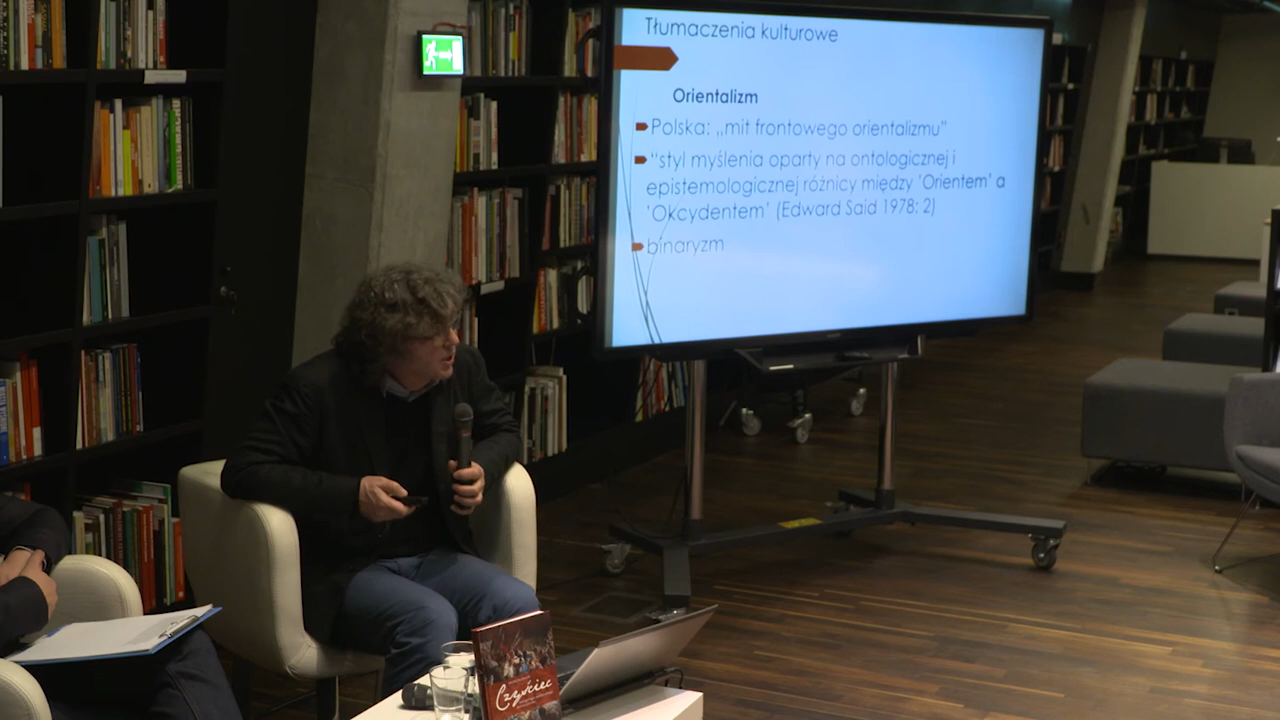 Tłumaczenia kulturowe
Orientalizm
Polska: „mit frontowego orientalizmu”
“styl myślenia oparty na ontologicznej i
epistemologicznej różnicy między 'Orientem' a
'Okcydentem' (Edward Said 1978: 2)
binaryzm
Czyściec